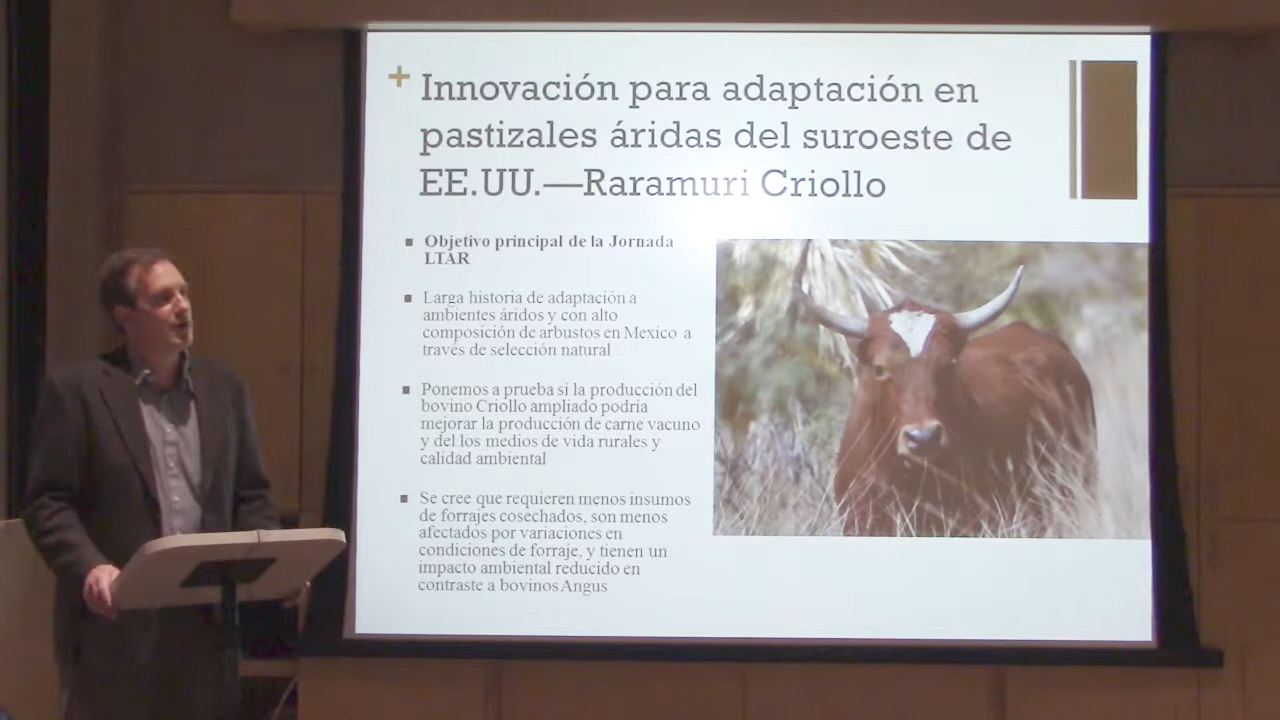 + Innovación para adaptación en
pastizales áridas del suroeste de
EE.UU.—Raramuri Criollo
▪ Objetivo principal de la Jornada
LTAR
▪ Larga historia de adaptación a
ambientes áridos y con alto
composición de arbustos en Mexico a
través de selección natural
▪ Ponemos a prueba si la producción del
bovino Criollo ampliado podría
mejorar la producción de carne vacuno
y del los medios de vida rurales y
calidad ambiental
▪ Se cree que requieren menos insumos
de forrajes cosechados, son menos
afectados por variaciones en
condiciones de forraje, y tienen un
impacto ambiental reducido en
contraste a bovinos Angus